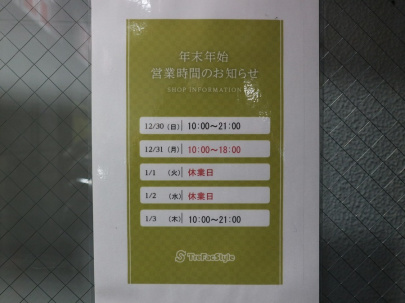 年末年始
営業時間のお知らせ
SHOP INFORMATION
12/30 (日) 10:00～21:00
12/31 (月) 10:00～18:00
1/1 (火) 休業日
1/2 (水) 休業日
1/3 (木) 10:00～21:00
TreFacStyle